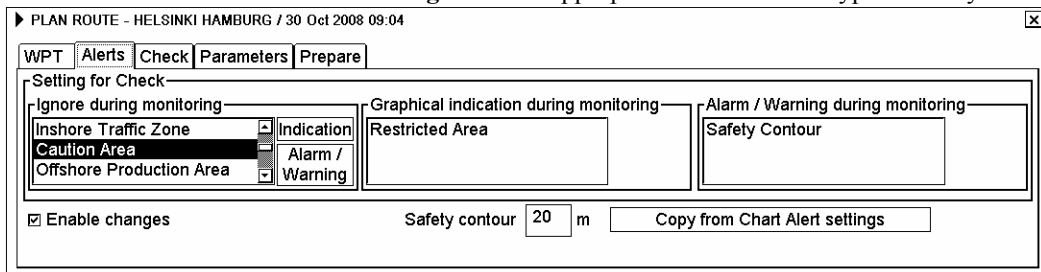 PLAN ROUTE - HELSINKI HAMBURG / 30 Oct 2008 09:04
WPT Alerts Check Parameters Prepare
Setting for Check
Ignore during monitoring
Inshore Traffic Zone
Caution Area
Offshore Production Area
Indication
Alarm /
Warning
Graphical indication during monitoring
Restricted Area
Alarm / Warning during monitoring
Safety Contour
Enable changes
Safety contour 20 m
Copy from Chart Alert settings